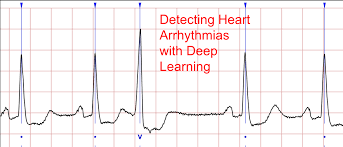 Detecting Heart
Arrhythmias
with Deep
Learning
V